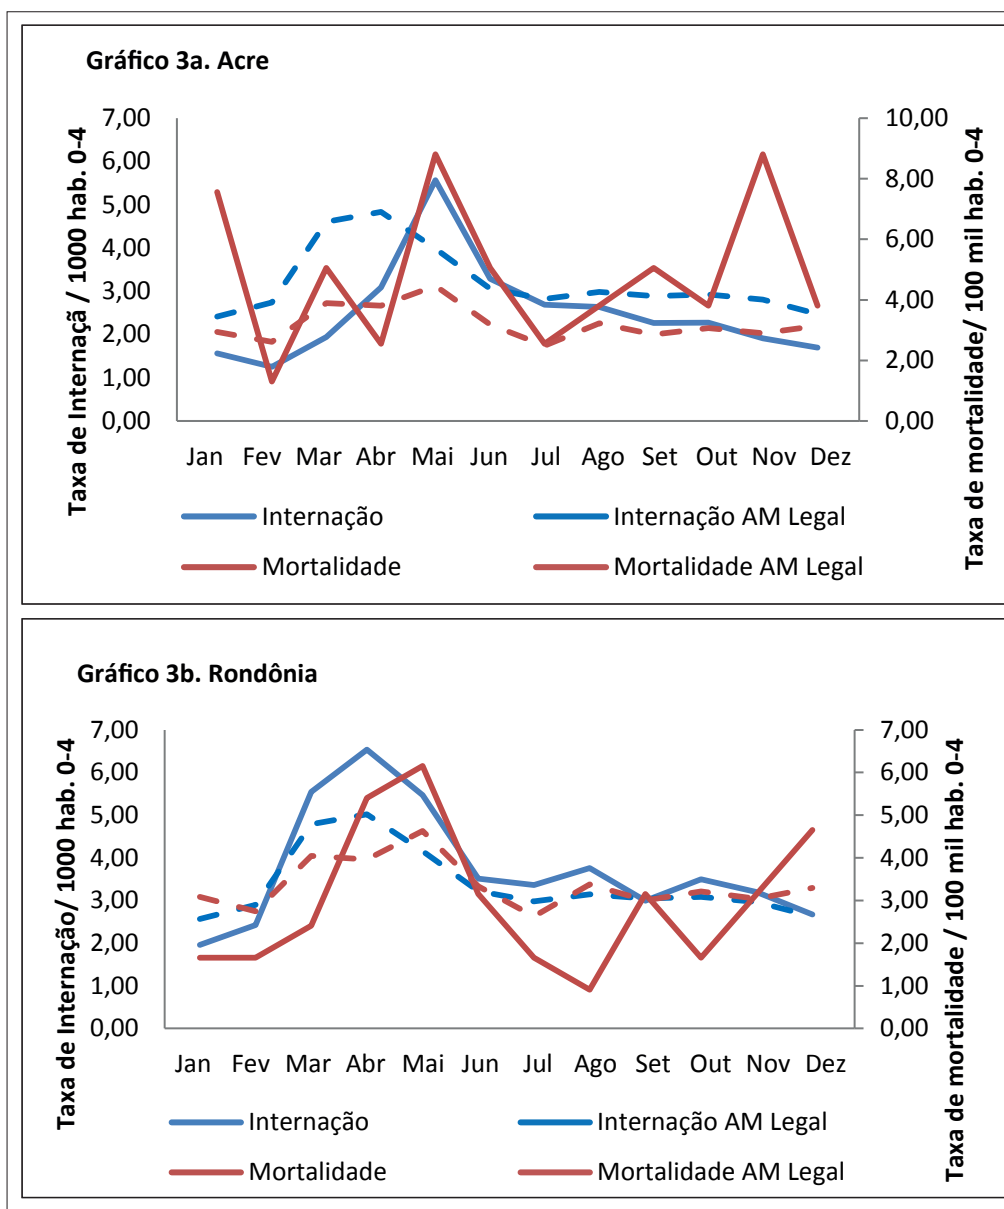 Gráfico 3a. Acre
Taxa de Internaçã / 1000 hab. 0-4
7,00
6,00
5,00
4,00
3,00
2,00
1,00
0,00
10,00
8,00
6,00
4,00
2,00
0,00
Taxa de mortalidade/ 100 mil hab. 0-4
Jan Fev Mar Abr Mai Jun Jul Ago Set Out Nov Dez
Internação Internação AM Legal
Mortalidade Mortalidade AM Legal
Gráfico 3b. Rondônia
Taxa de Internação/ 1000 hab. 0-4
7,00
6,00
5,00
4,00
3,00
2,00
1,00
0,00
7,00
6,00
5,00
4,00
3,00
2,00
1,00
0,00
Taxa de mortalidade / 100 mil hab. 0-4
Jan Fev Mar Abr Mai Jun Jul Ago Set Out Nov Dez
Internação Internação AM Legal
Mortalidade Mortalidade AM Legal